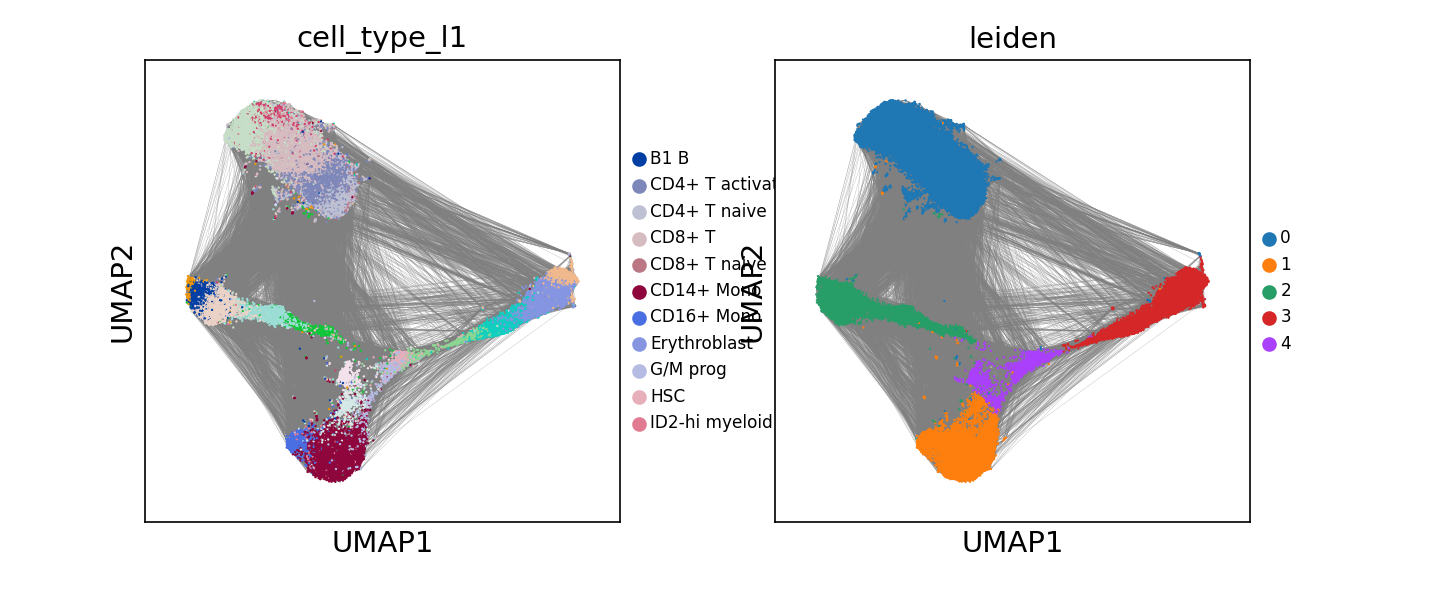 cell_type_l1
UMAP2
UMAP1
B1 B
CD4+ T activat
CD4+ T naive
CD8+ T
CD8+ T naive
CD14+ Mono
CD16+ Mono
Erythroblast
G/M prog
HSC
ID2-hi myeloid
leiden
UMAP2
UMAP1
0
1
2
3
4